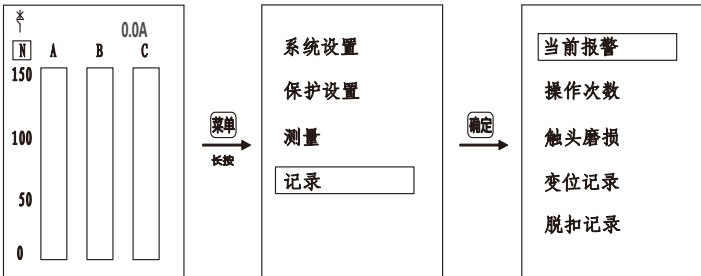 0.0A
N A B C
150
100
50
0
菜单
长按
系统设置
保护设置
测量
记录
确定
当前报警
操作次数
触头磨损
变位记录
脱扣记录